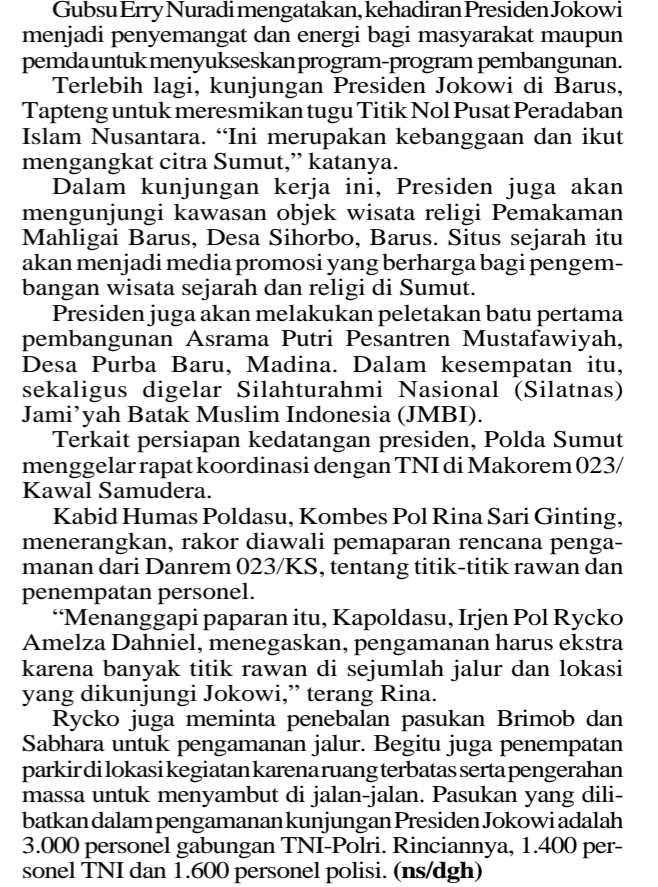 Gubsu Erry Nuradi mengatakan, kehadiran Presiden Jokowi
menjadi penyemangat dan energi bagi masyarakat maupun
pemda untuk menyukseskan program-program pembangunan.
Terlebih lagi, kunjungan Presiden Jokowi di Barus,
Tapteng untuk meresmikan tugu Titik Nol Pusat Peradaban
Islam Nusantara. “Ini merupakan kebanggaan dan ikut
mengangkat citra Sumut,” katanya.
Dalam kunjungan kerja ini, Presiden juga akan
mengunjungi kawasan objek wisata religi Pemakaman
Mahligai Barus, Desa Sihorbo, Barus. Situs sejarah itu
akan menjadi media promosi yang berharga bagi pengem-
bangan wisata sejarah dan religi di Sumut.
Presiden juga akan melakukan peletakan batu pertama
pembangunan Asrama Putri Pesantren Mustafawiyah,
Desa Purba Baru, Madina. Dalam kesempatan itu,
sekaligus digelar Silahturahmi Nasional (Silatnas)
Jami’yah Batak Muslim Indonesia (JMBI).
Terkait persiapan kedatangan presiden, Polda Sumut
menggelar rapat koordinasi dengan TNI di Makorem 023/
Kawal Samudera.
Kabid Humas Poldasu, Kombes Pol Rina Sari Ginting,
menerangkan, rakor diawali pemaparan rencana penga-
manan dari Danrem 023/KS, tentang titik-titik rawan dan
penempatan personel.
“Menanggapi paparan itu, Kapoldasu, Irjen Pol Rycko
Amelza Dahniel, menegaskan, pengamanan harus ekstra
karena banyak titik rawan di sejumlah jalur dan lokasi
yang dikunjungi Jokowi,” terang Rina.
Rycko juga meminta penebalan pasukan Brimob dan
Sabhara untuk pengamanan jalur. Begitu juga penempatan
parkir di lokasi kegiatan karena ruang terbatas serta pengerahan
massa untuk menyambut di jalan-jalan. Pasukan yang dili-
batkan dalam pengamanan kunjungan Presiden Jokowi adalah
3.000 personel gabungan TNI-Polri. Rinciannya, 1.400 per-
sonel TNI dan 1.600 personel polisi. (ns/dgh)